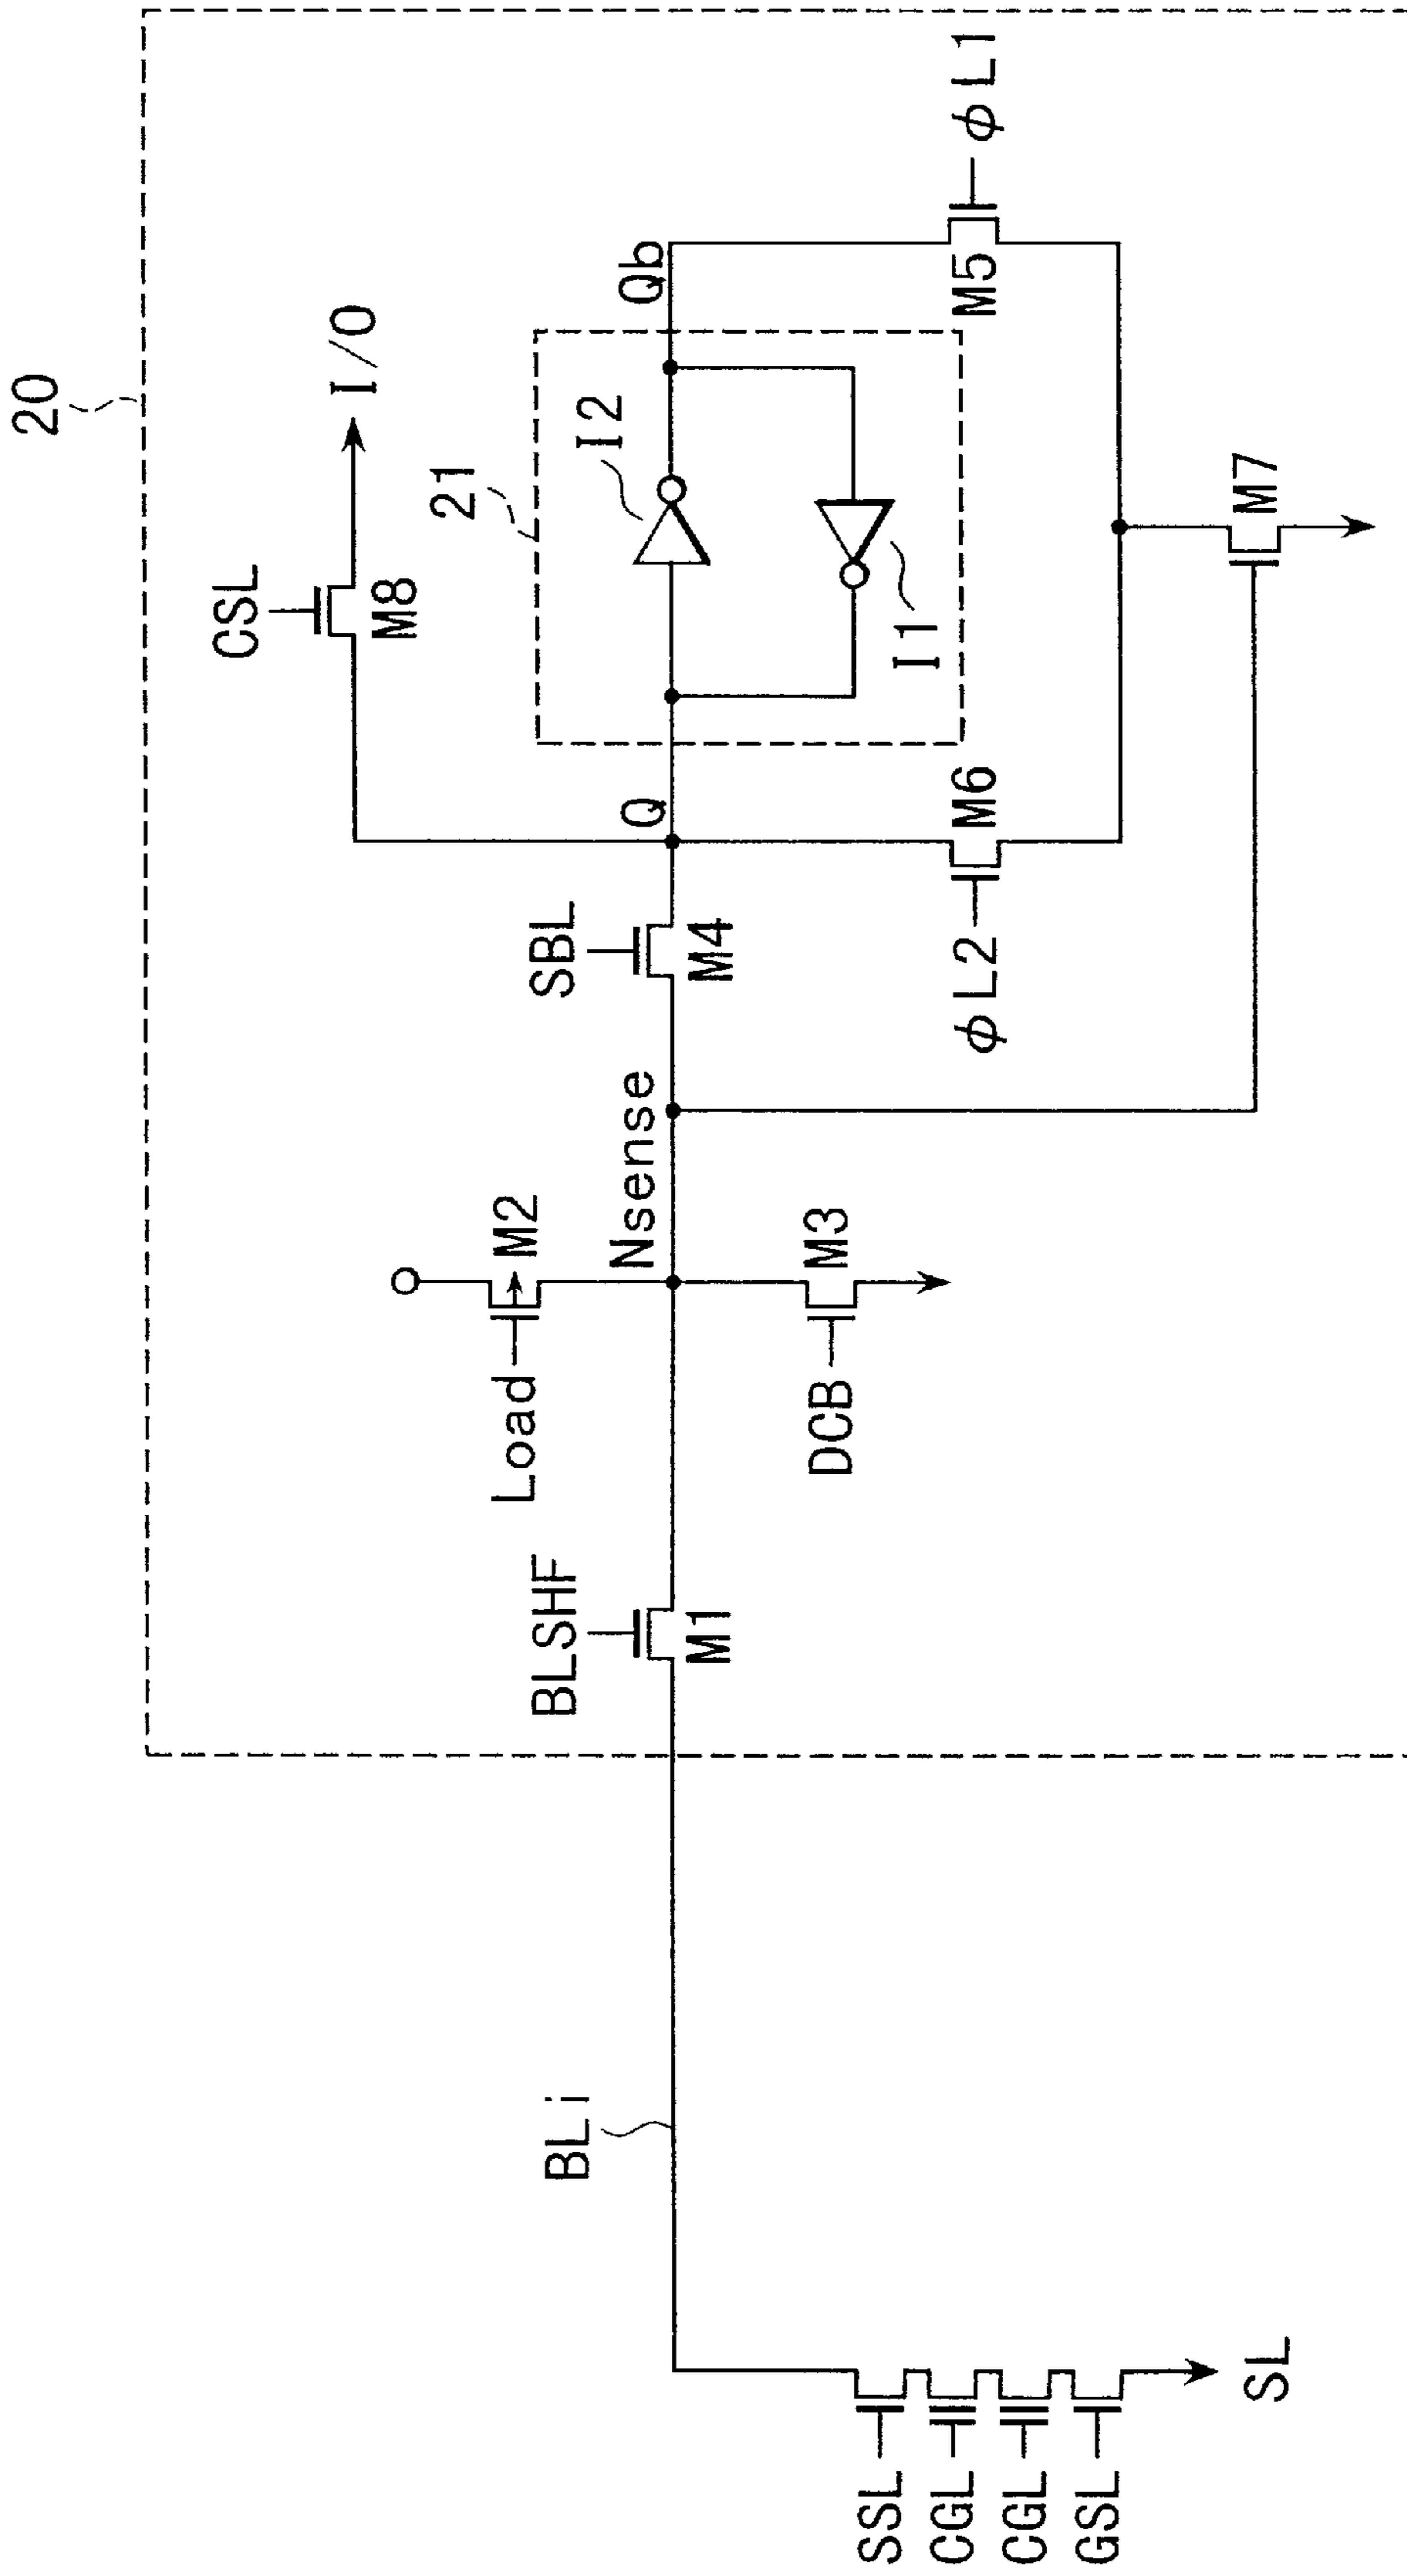 20
CSL
M8
I/O
21
I2
I1
Q
Qb
SBL
M4
M6
φL2
M5
φL1
M7
Nsense
Load
M2
M3
DCB
BLSHF
M1
BLi
SSL
CGL
CGL
GSL
SL